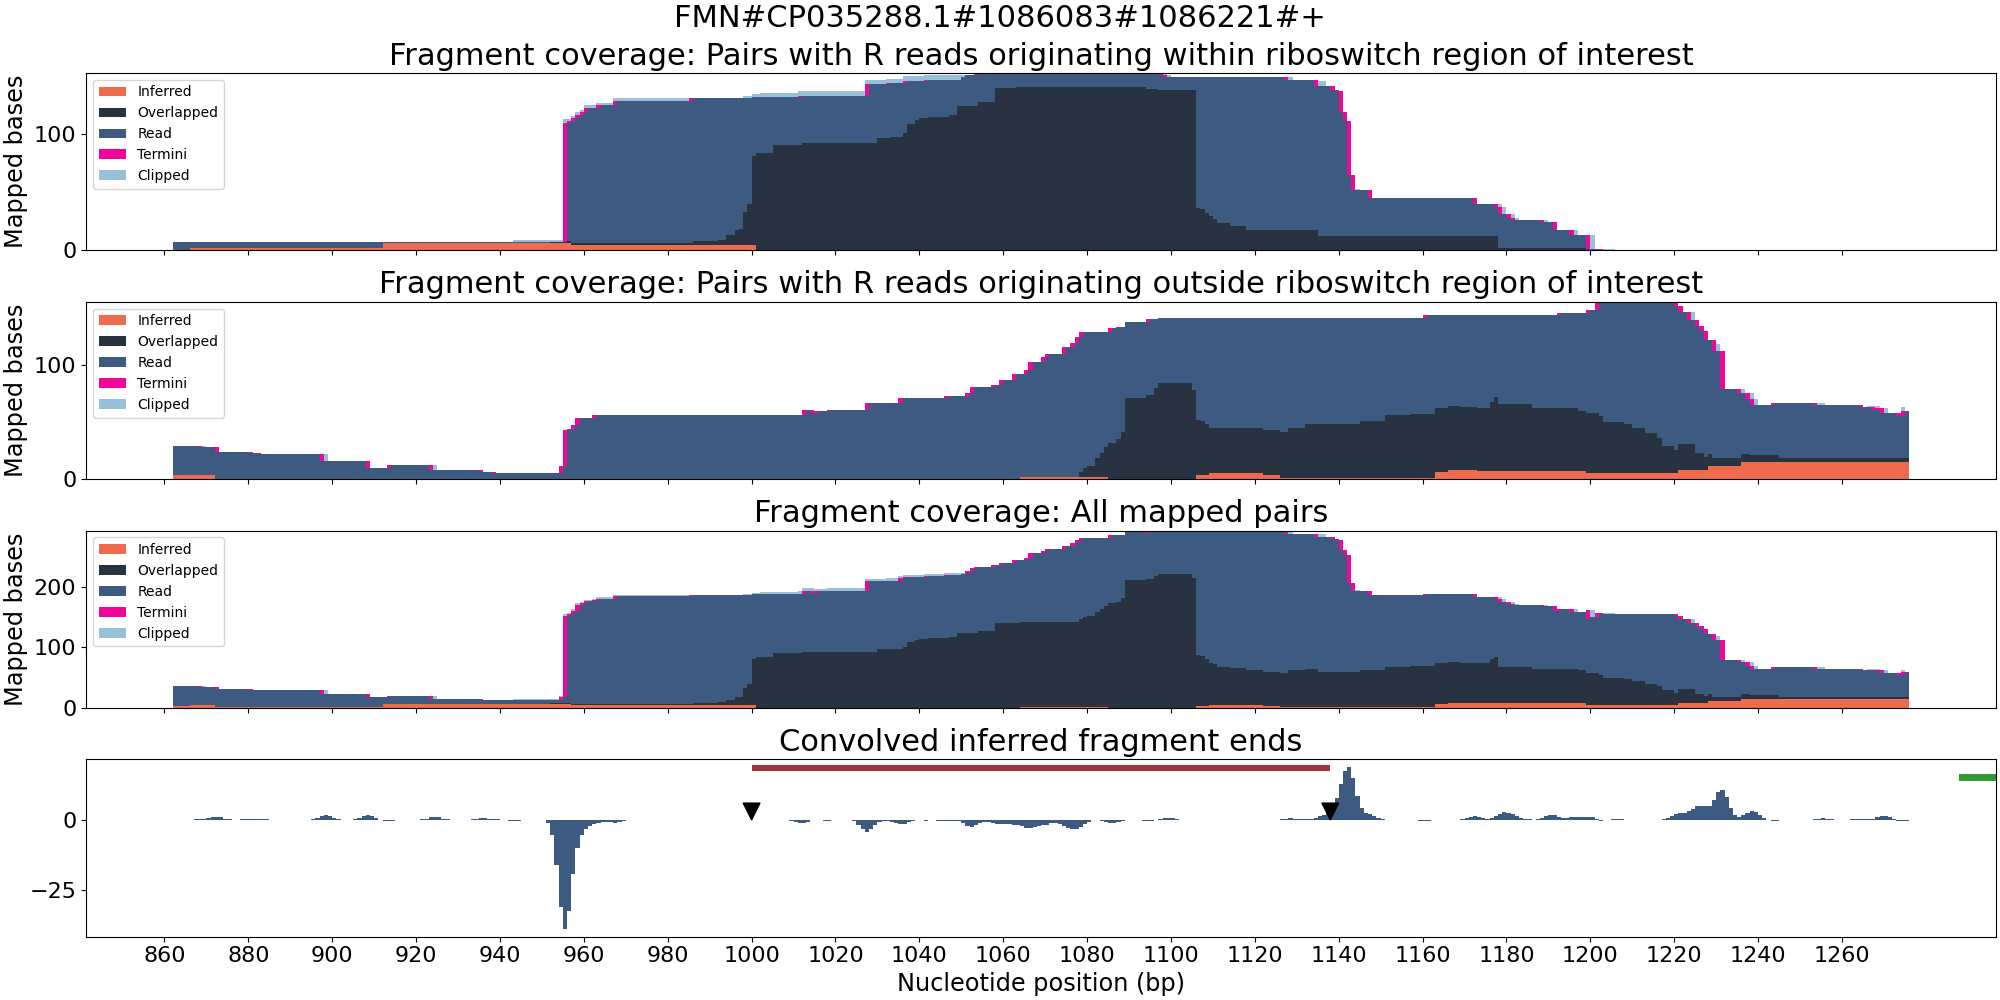 FMN#CP035288.1#1086083#1086221#+
Fragment coverage: Pairs with R reads originating within riboswitch region of interest
Mapped bases
100
0
Inferred
Overlapped
Read
Termini
Clipped
Fragment coverage: Pairs with R reads originating outside riboswitch region of interest
Mapped bases
100
0
Inferred
Overlapped
Read
Termini
Clipped
Fragment coverage: All mapped pairs
Mapped bases
200
100
0
Inferred
Overlapped
Read
Termini
Clipped
Convolved inferred fragment ends
0
−25
860 880 900 920 940 960 980 1000 1020 1040 1060 1080 1100 1120 1140 1160 1180 1200 1220 1240 1260
Nucleotide position (bp)